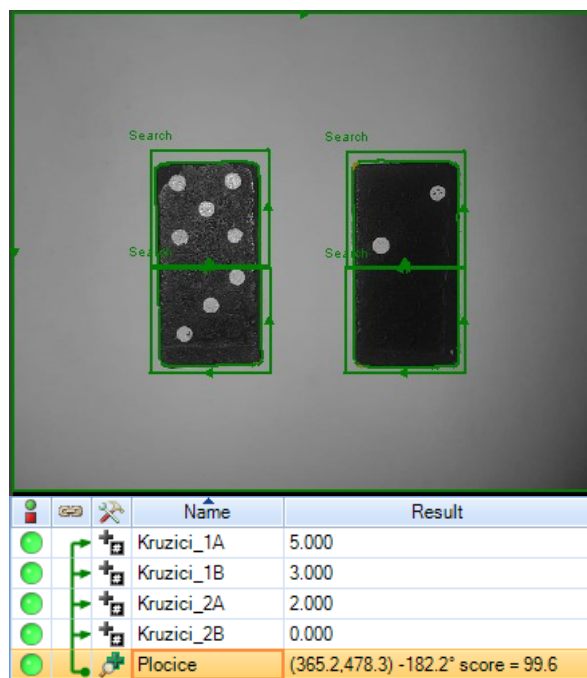 Search Search
Search Search
Name Result
Kruzici_1A 5.000
Kruzici_1B 3.000
Kruzici_2A 2.000
Kruzici_2B 0.000
Plocice (365.2,478.3) -182.2° score = 99.6